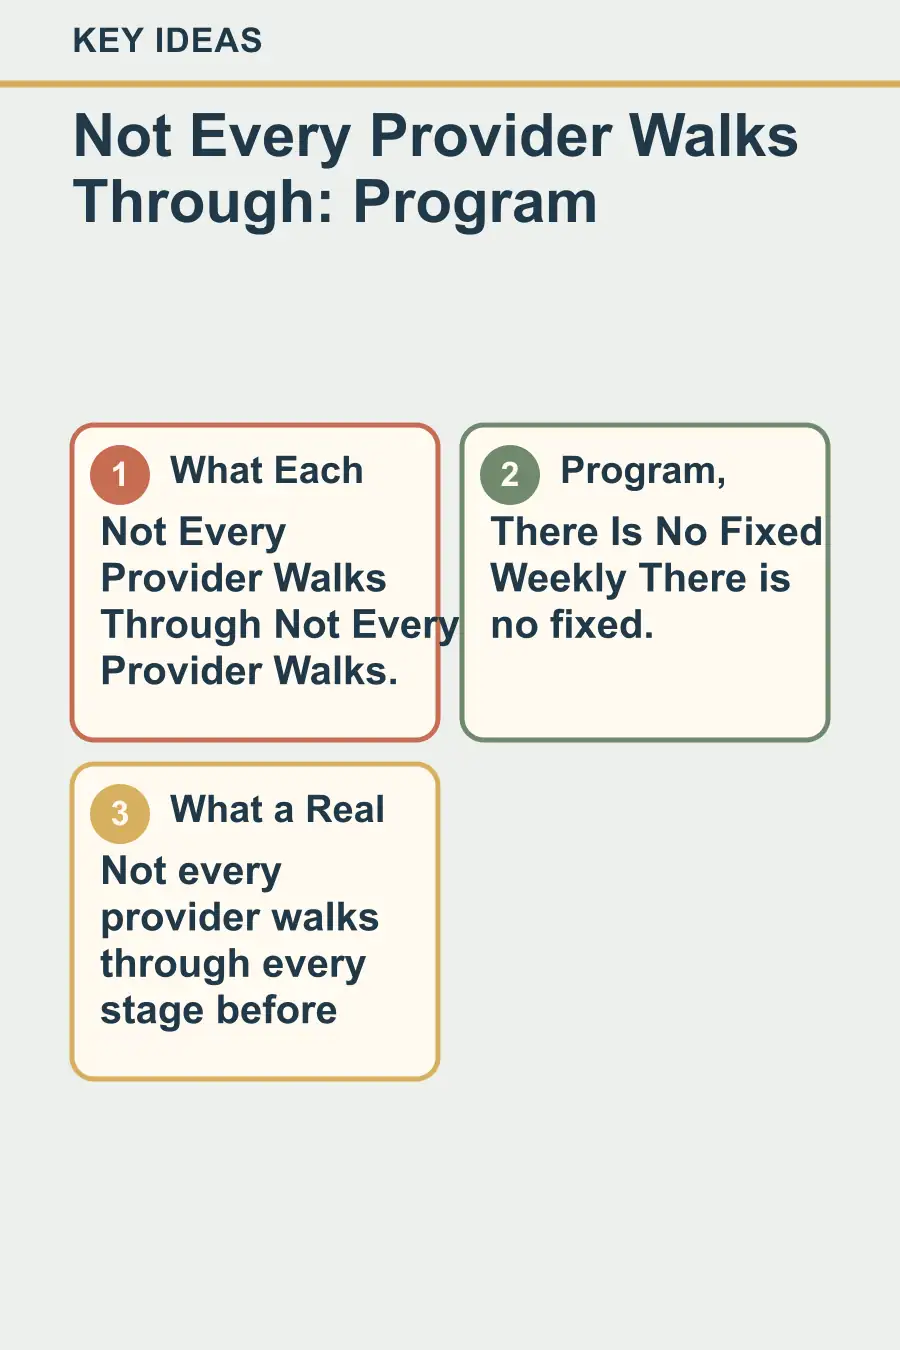 KEY IDEAS
Not Every Provider Walks
Through: Program
1 What Each
Not Every
Provider Walks
Through Not Every
Provider Walks.
2 Program,
There Is No Fixed
Weekly There is
no fixed.
3 What a Real
Not every
provider walks
through every
stage before